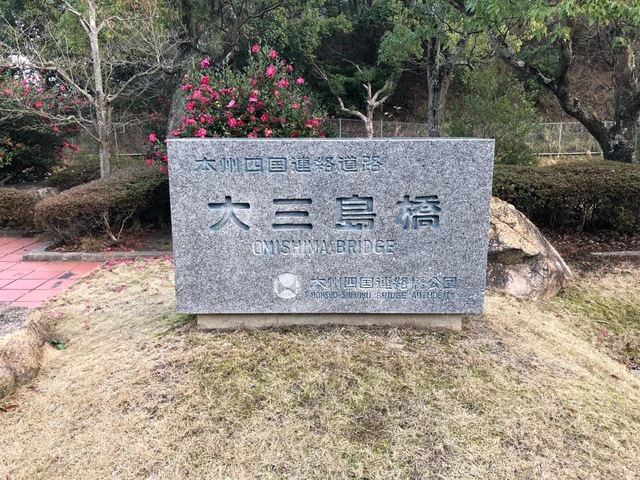 本州四国連絡道路
大三島橋
OMISHIMA BRIDGE
本州四国連絡橋公団
HONSHU-SHIKOKU BRIDGE AUTHORITY